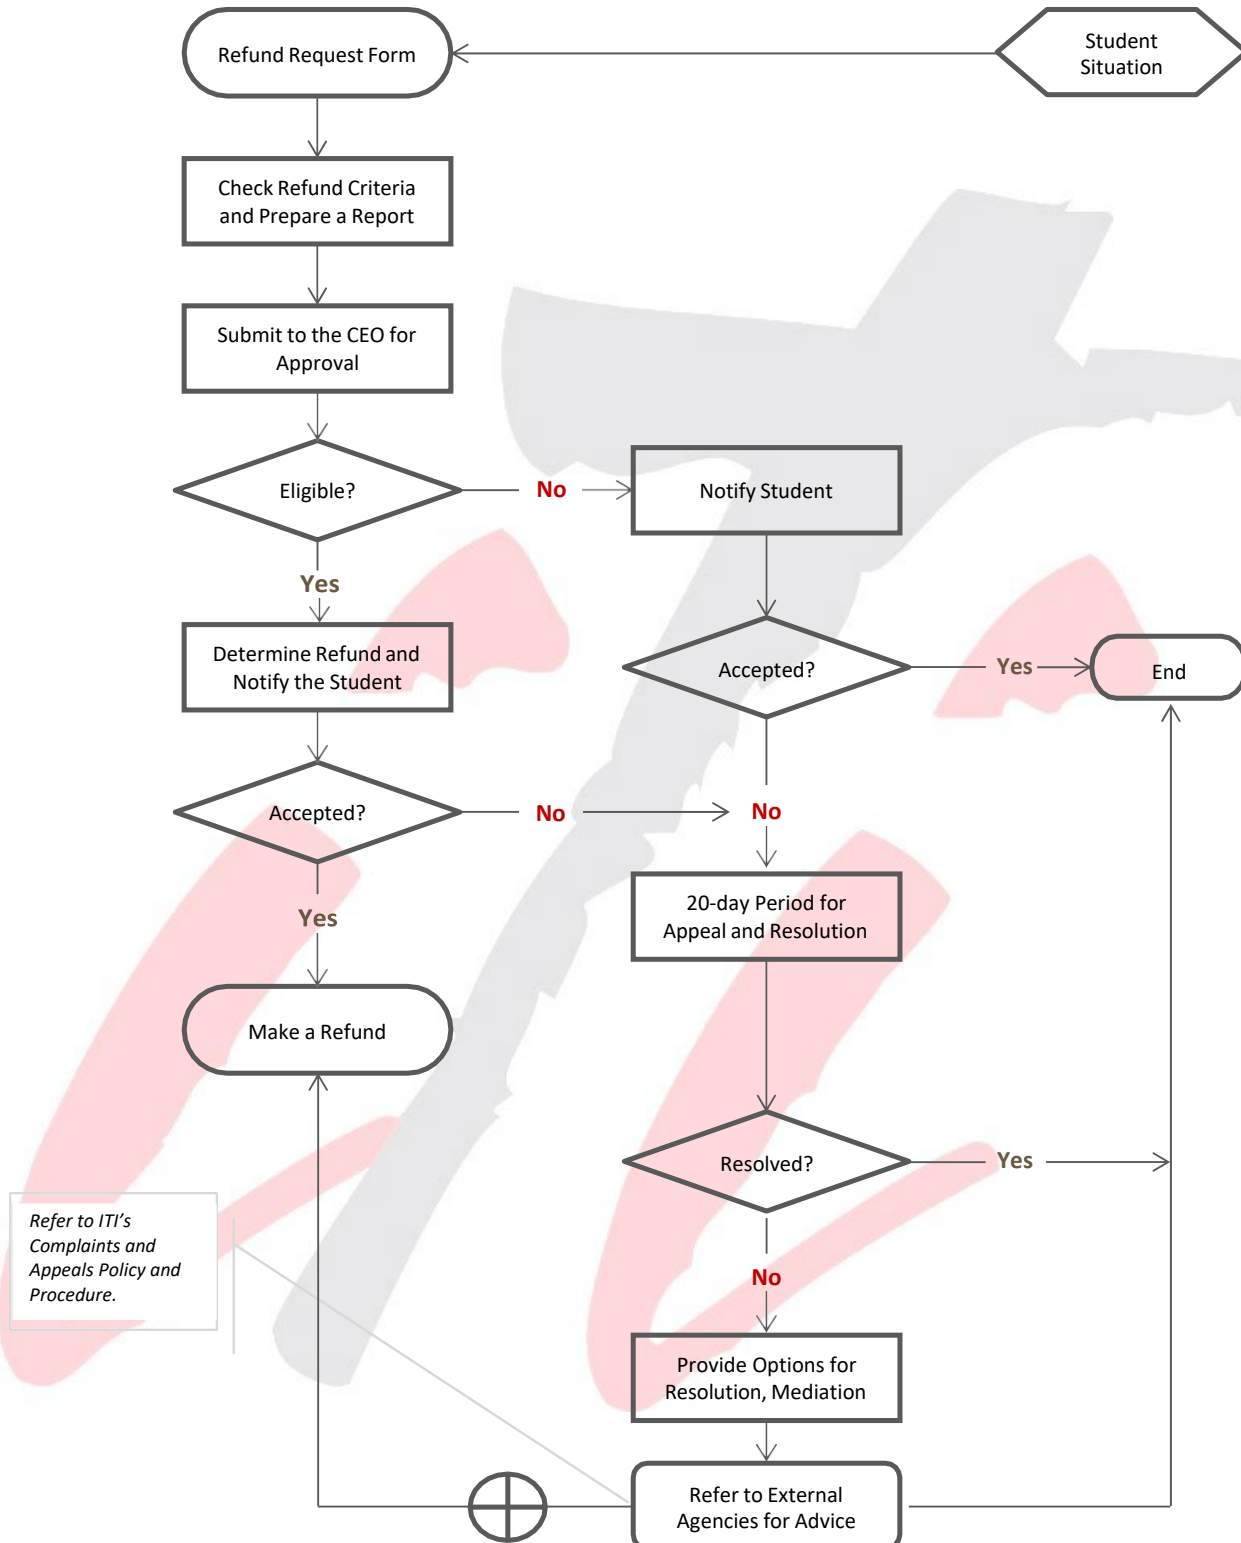 Refund Request Form
Student
Situation
Check Refund Criteria
and Prepare a Report
Submit to the CEO for
Approval
Eligible?
No
Notify Student
Yes
Determine Refund and
Notify the Student
Accepted?
Yes
End
Accepted?
No
No
20-day Period for
Appeal and Resolution
Yes
Make a Refund
Resolved?
Yes
Refer to ITI’s
Complaints and
Appeals Policy and
Procedure.
No
Provide Options for
Resolution, Mediation
Refer to External
Agencies for Advice